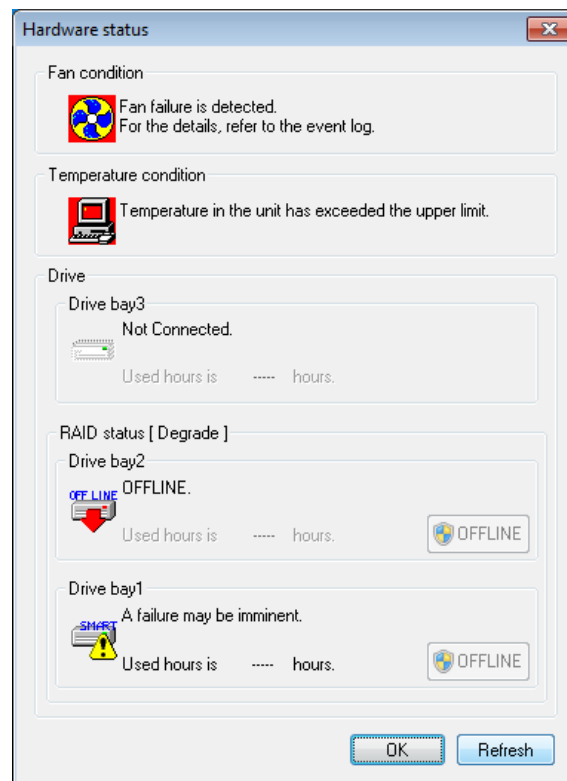 Hardware status
Fan condition
Fan failure is detected.
For the details, refer to the event log.
Temperature condition
Temperature in the unit has exceeded the upper limit.
Drive
Drive bay3
Not Connected.
Used hours is ----- hours.
RAID status [ Degrade ]
Drive bay2
OFF LINE
OFFLINE.
Used hours is ----- hours.
OFFLINE
Drive bay1
SMART
A failure may be imminent.
Used hours is ----- hours.
OFFLINE
OK
Refresh